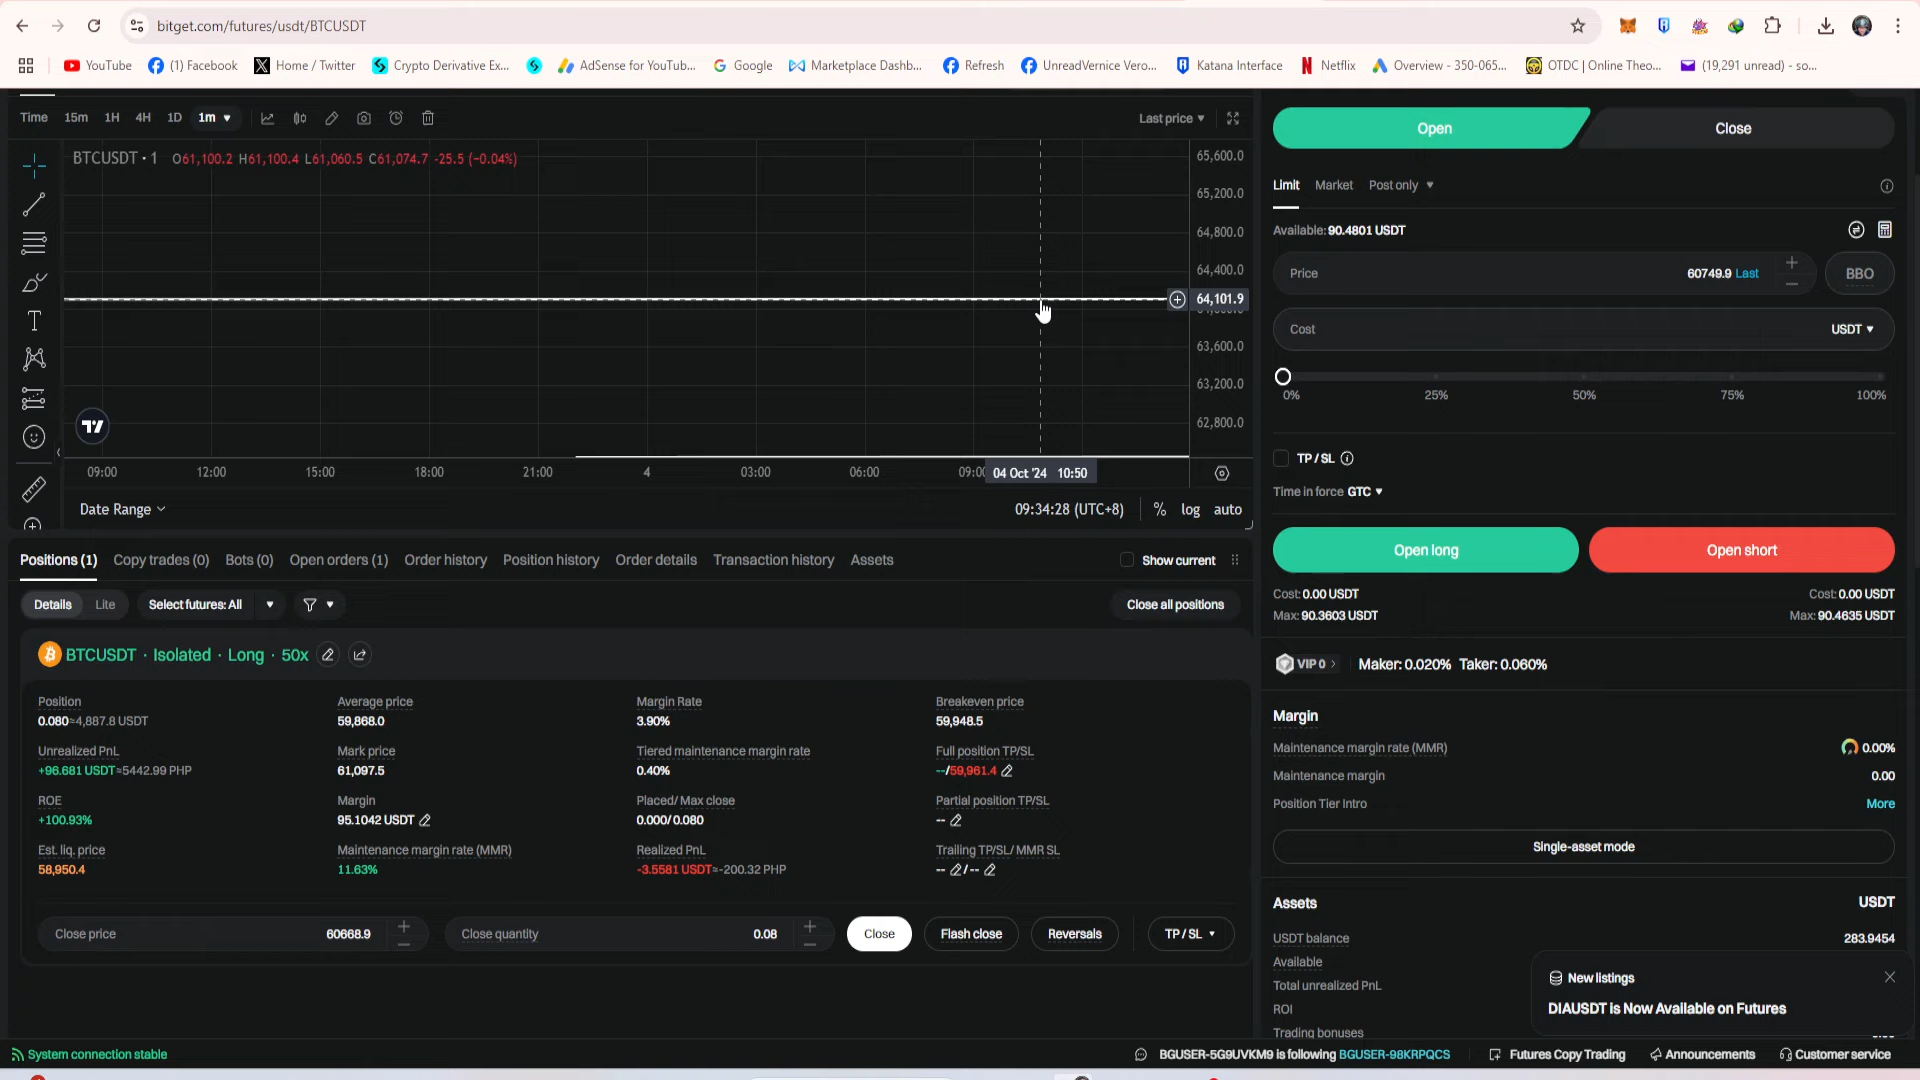 bitget.com/futures/usdt/BTCUSDT
YouTube (1) Facebook Home / Twitter Crypto Derivative Ex... AdSense for YouTub... Google Marketplace Dashb... Refresh UnreadVernice Vero... Katana Interface Netflix Overview - 350-065... OTDC | Online Theo... (19,291 unread) - so...
Time 15m 1H 4H 1D 1m Last price
BTCUSDT · 1 O61,100.2 H61,100.4 L61,060.5 C61,074.7 -25.5 (-0.04%)
65,600.0
65,200.0
64,800.0
64,400.0
64,101.9
63,600.0
63,200.0
62,800.0
09:00 12:00 15:00 18:00 21:00 4 03:00 06:00 04 Oct '24 10:50
Date Range 09:34:28 (UTC+8) % log auto
Positions (1) Copy trades (0) Bots (0) Open orders (1) Order history Position history Order details Transaction history Assets Show current
Details Lite Select futures: All Close all positions
BTCUSDT · Isolated · Long · 50x
Position Average price Margin Rate Breakeven price
0.080≈4,887.8 USDT 59,868.0 3.90% 59,948.5
Unrealized PnL Mark price Tiered maintenance margin rate Full position TP/SL
+96.681 USDT≈5442.99 PHP 61,097.5 0.40% --/59,961.4
ROE Margin Placed/ Max close Partial position TP/SL
+100.93% 95.1042 USDT 0.000/ 0.080 --
Est. liq. price Maintenance margin rate (MMR) Realized PnL Trailing TP/SL/ MMR SL
58,950.4 11.63% -3.5581 USDT≈-200.32 PHP -- / --
Close price 60668.9 Close quantity 0.08 Close Flash close Reversals TP / SL
Open Close
Limit Market Post only
Available: 90.4801 USDT
Price 60749.9 Last BBO
Cost USDT
0% 25% 50% 75% 100%
TP / SL
Time in force GTC
Open long Open short
Cost: 0.00 USDT Cost: 0.00 USDT
Max: 90.3603 USDT Max: 90.4635 USDT
VIP 0 Maker: 0.020% Taker: 0.060%
Margin
Maintenance margin rate (MMR) 0.00%
Maintenance margin 0.00
Position Tier Intro More
Single-asset mode
Assets USDT
USDT balance 283.9454
Available
Total unrealized PnL
ROI
Trading bonuses
New listings
DIAUSDT is Now Available on Futures
System connection stable BGUSER-5G9UVKM9 is following BGUSER-98KRPQCS Futures Copy Trading Announcements Customer service